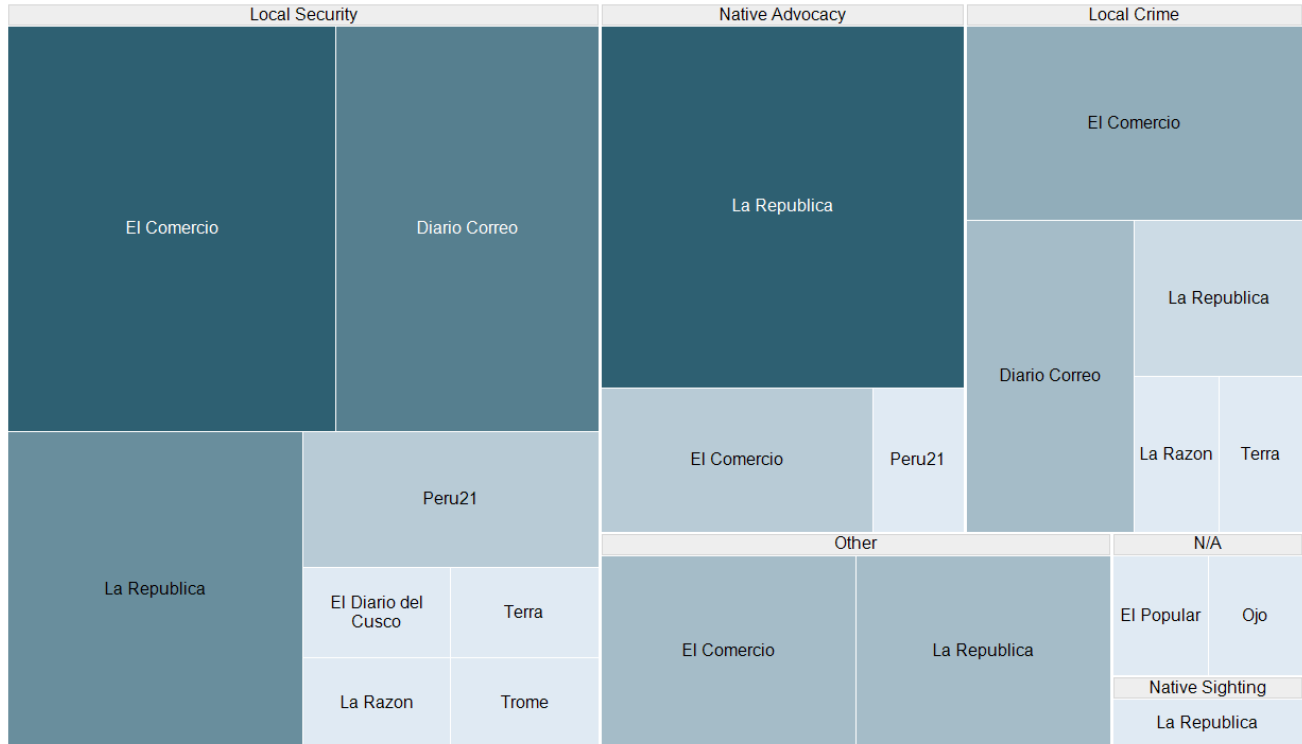 Local Security
El Comercio
Diario Correo
La Republica
Peru21
El Diario del
Cusco
Terra
La Razon
Trome
Native Advocacy
La Republica
El Comercio
Peru21
Local Crime
El Comercio
Diario Correo
La Republica
La Razon
Terra
Other
El Comercio
La Republica
N/A
El Popular
Ojo
Native Sighting
La Republica